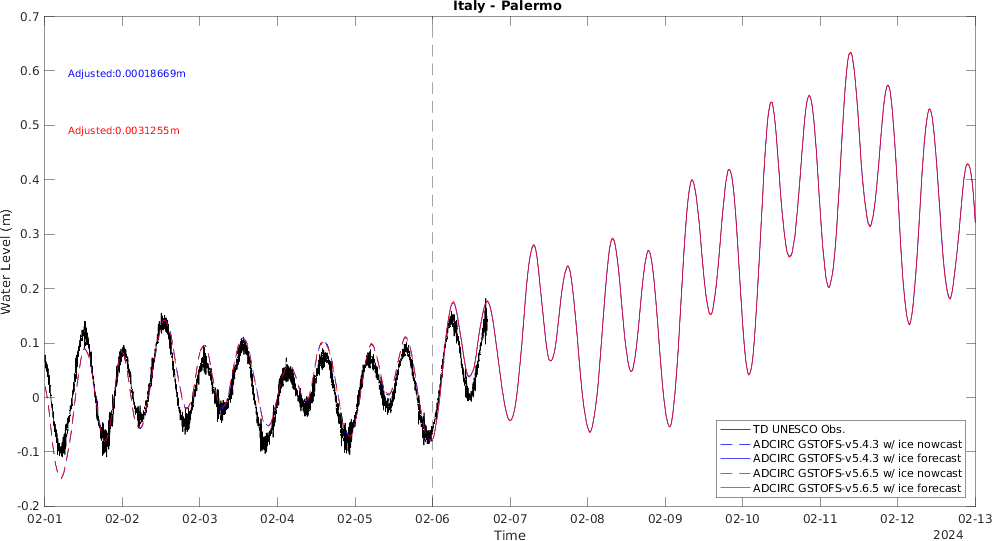 Italy - Palermo
0.7
0.6
0.5
0.4
0.3
0.2
0.1
0
-0.1
-0.2
Water Level (m)
Adjusted:0.00018669m
Adjusted:0.0031255m
TD UNESCO Obs.
ADCIRC GSTOFS-v5.4.3 w/ ice nowcast
ADCIRC GSTOFS-v5.4.3 w/ ice forecast
ADCIRC GSTOFS-v5.6.5 w/ ice nowcast
ADCIRC GSTOFS-v5.6.5 w/ ice forecast
02-01 02-02 02-03 02-04 02-05 02-06 02-07 02-08 02-09 02-10 02-11 02-12 02-13
Time
2024